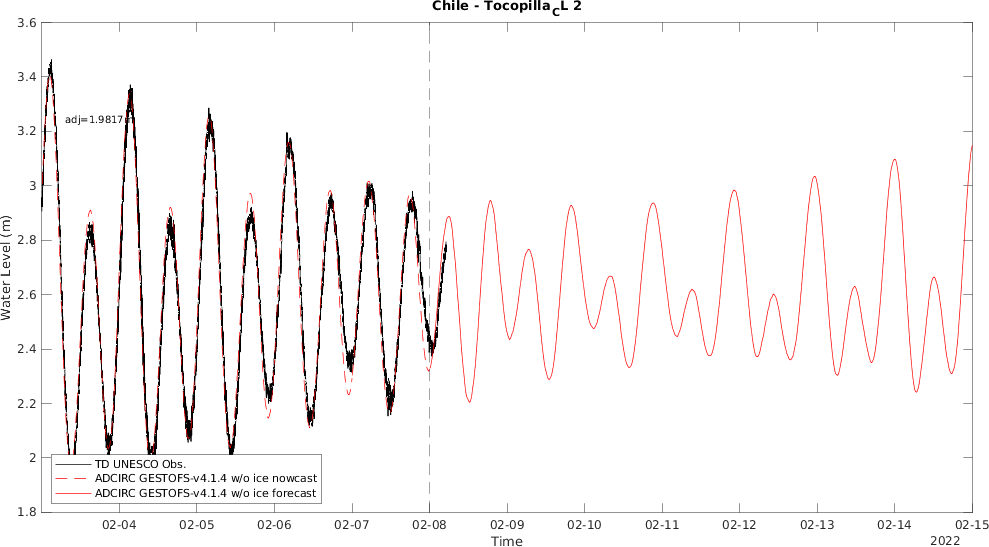 Chile - Tocopilla_CL 2
3.6
3.4
3.2
3
2.8
2.6
2.4
2.2
2
1.8
Water Level (m)
adj=1.9817
TD UNESCO Obs.
ADCIRC GESTOFS-v4.1.4 w/o ice nowcast
ADCIRC GESTOFS-v4.1.4 w/o ice forecast
02-04 02-05 02-06 02-07 02-08 02-09 02-10 02-11 02-12 02-13 02-14 02-15
Time
2022